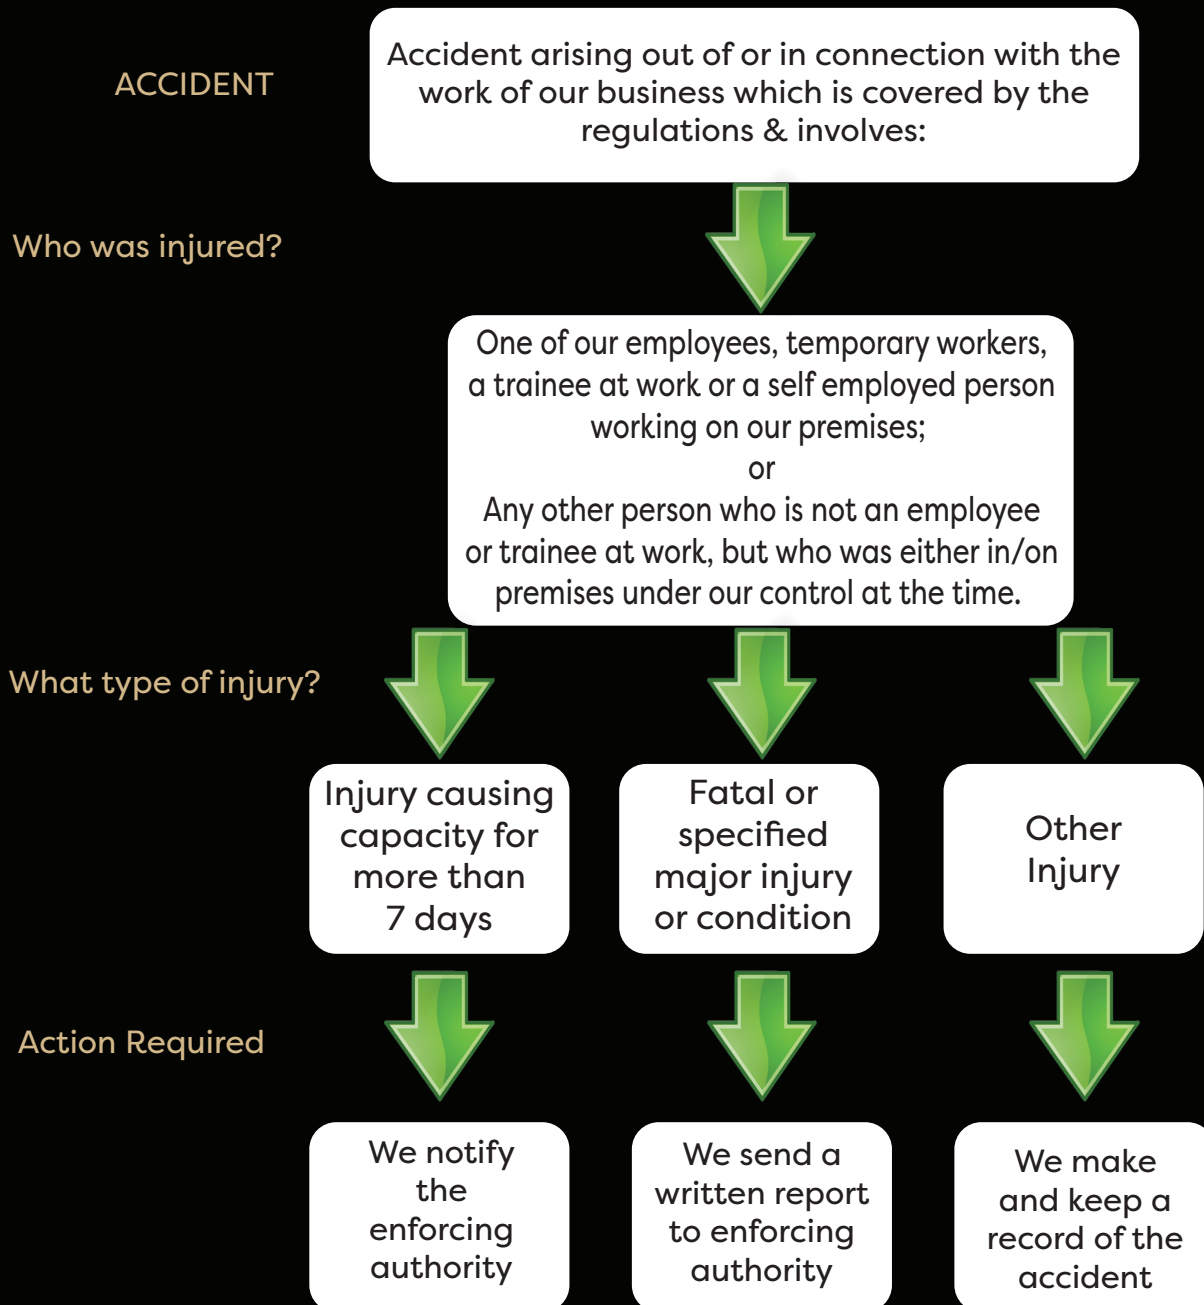 ACCIDENT
Accident arising out of or in connection with the
work of our business which is covered by the
regulations & involves:
Who was injured?
One of our employees, temporary workers,
a trainee at work or a self employed person
working on our premises;
or
Any other person who is not an employee
or trainee at work, but who was either in/on
premises under our control at the time.
What type of injury?
Injury causing
capacity for
more than
7 days
Fatal or
specified
major injury
or condition
Other
Injury
Action Required
We notify
the
enforcing
authority
We send a
written report
to enforcing
authority
We make
and keep a
record of the
accident